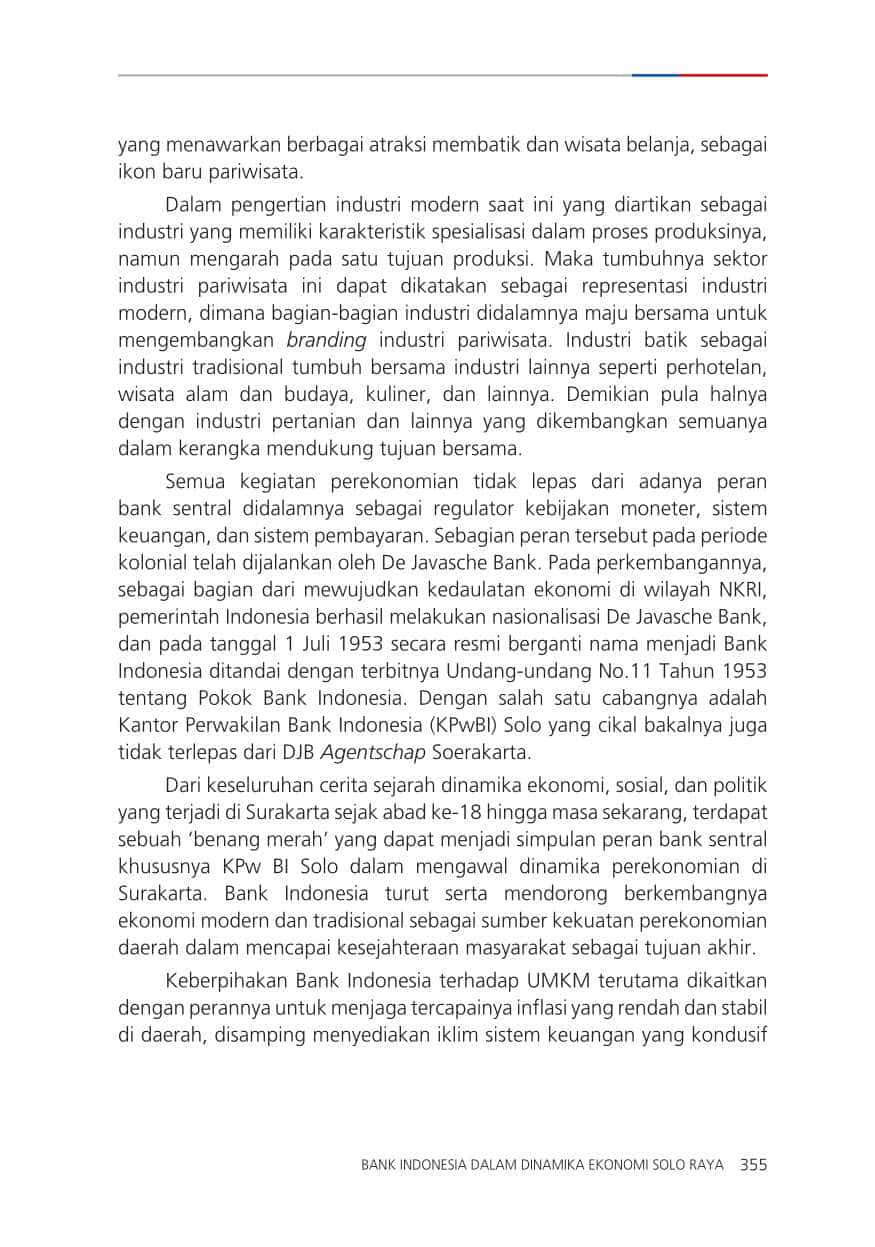 yang menawarkan berbagai atraksi membatik dan wisata belanja, sebagai
ikon baru pariwisata.
Dalam pengertian industri modern saat ini yang diartikan sebagai
industri yang memiliki karakteristik spesialisasi dalam proses produksinya,
namun mengarah pada satu tujuan produksi. Maka tumbuhnya sektor
industri pariwisata ini dapat dikatakan sebagai representasi industri
modern, dimana bagian-bagian industri didalamnya maju bersama untuk
mengembangkan branding industri pariwisata. Industri batik sebagai
industri tradisional tumbuh bersama industri lainnya seperti perhotelan,
wisata alam dan budaya, kuliner, dan lainnya. Demikian pula halnya
dengan industri pertanian dan lainnya yang dikembangkan semuanya
dalam kerangka mendukung tujuan bersama.
Semua kegiatan perekonomian tidak lepas dari adanya peran
bank sentral didalamnya sebagai regulator kebijakan moneter, sistem
keuangan, dan sistem pembayaran. Sebagian peran tersebut pada periode
kolonial telah dijalankan oleh De Javasche Bank. Pada perkembangannya,
sebagai bagian dari mewujudkan kedaulatan ekonomi di wilayah NKRI,
pemerintah Indonesia berhasil melakukan nasionalisasi De Javasche Bank,
dan pada tanggal 1 Juli 1953 secara resmi berganti nama menjadi Bank
Indonesia ditandai dengan terbitnya Undang-undang No.11 Tahun 1953
tentang Pokok Bank Indonesia. Dengan salah satu cabangnya adalah
Kantor Perwakilan Bank Indonesia (KPwBI) Solo yang cikal bakalnya juga
tidak terlepas dari DJB Agentschap Soerakarta.
Dari keseluruhan cerita sejarah dinamika ekonomi, sosial, dan politik
yang terjadi di Surakarta sejak abad ke-18 hingga masa sekarang, terdapat
sebuah ‘benang merah’ yang dapat menjadi simpulan peran bank sentral
khususnya KPw BI Solo dalam mengawal dinamika perekonomian di
Surakarta. Bank Indonesia turut serta mendorong berkembangnya
ekonomi modern dan tradisional sebagai sumber kekuatan perekonomian
daerah dalam mencapai kesejahteraan masyarakat sebagai tujuan akhir.
Keberpihakan Bank Indonesia terhadap UMKM terutama dikaitkan
dengan perannya untuk menjaga tercapainya inflasi yang rendah dan stabil
di daerah, disamping menyediakan iklim sistem keuangan yang kondusif
BANK INDONESIA DALAM DINAMIKA EKONOMI SOLO RAYA 355